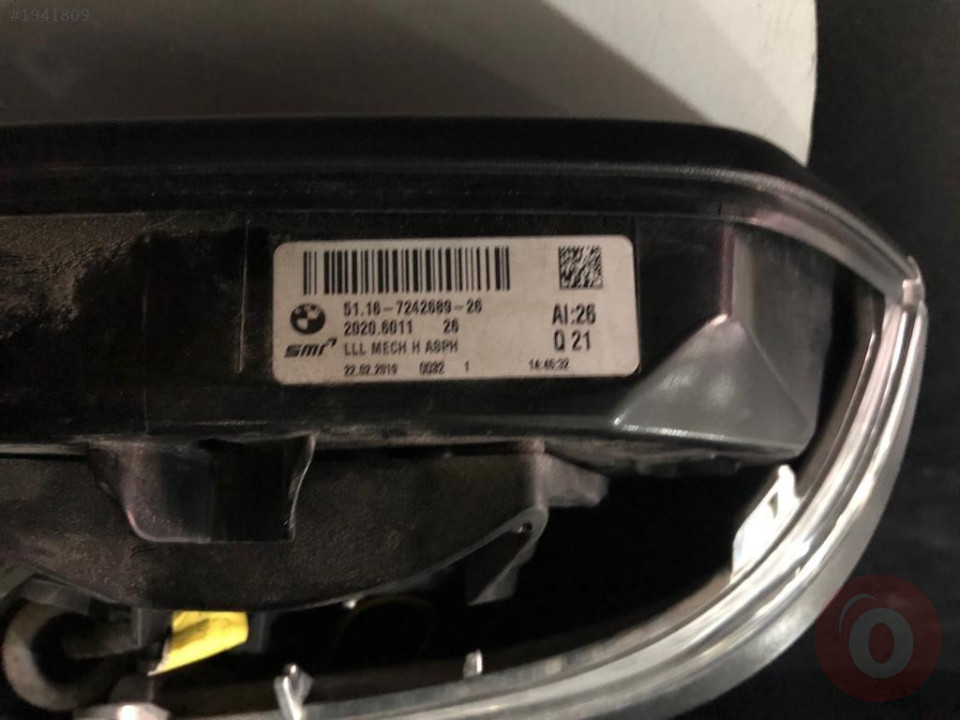 #1941809
51.16-7242689-26
2020.6011 26
AI:26
smr
LLL MECH H ASPH
Q 21
22.02.2019 0032 1 14:46:32
o